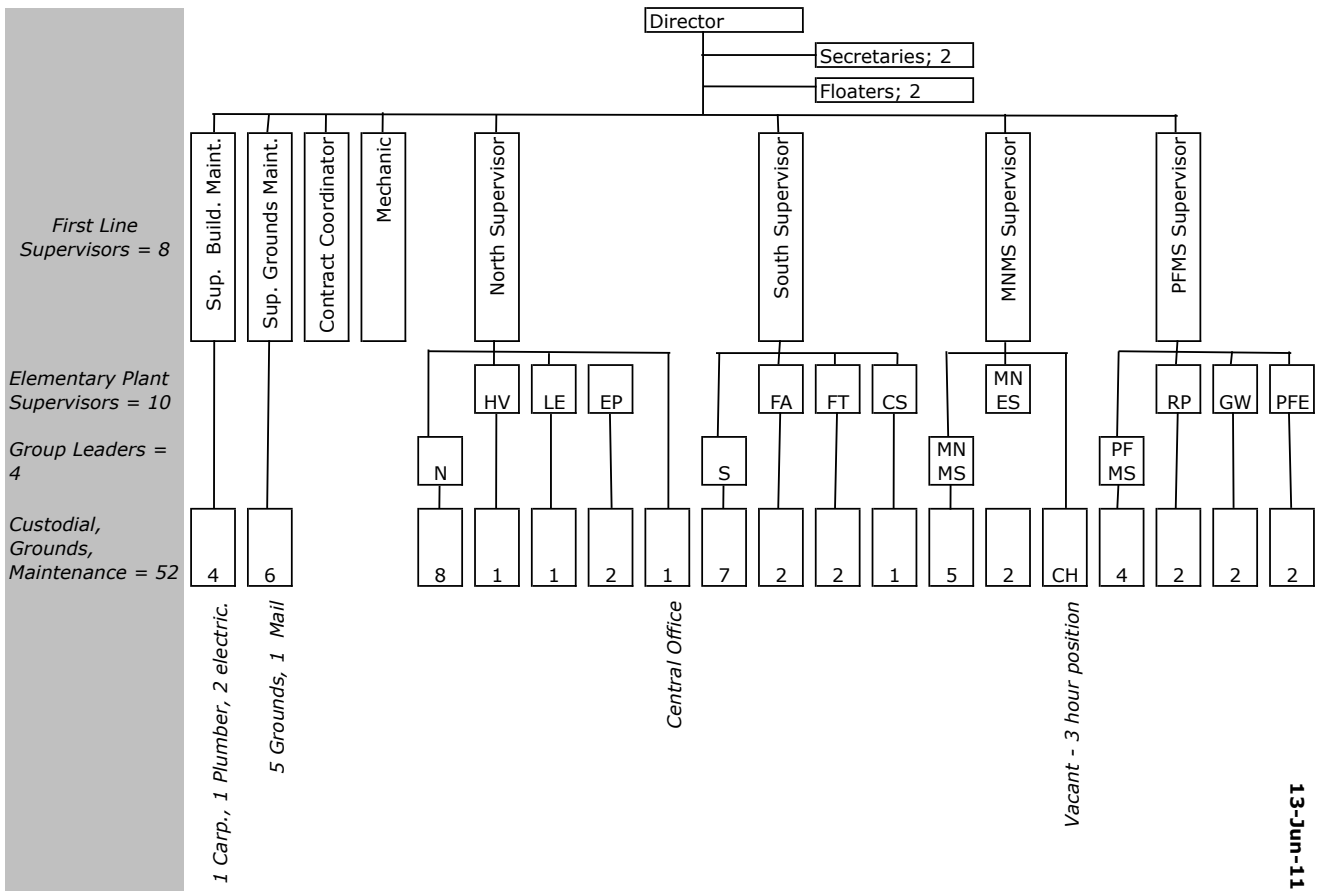 Director
Secretaries; 2
Floaters; 2
First Line
Supervisors = 8
Sup. Build. Maint.
Sup. Grounds Maint.
Contract Coordinator
Mechanic
North Supervisor
South Supervisor
MNMS Supervisor
PFMS Supervisor
Elementary Plant
Supervisors = 10
HV
LE
EP
FA
FT
CS
MN
ES
RP
GW
PFE
Group Leaders =
4
N
S
MN
MS
PF
MS
Custodial,
Grounds,
Maintenance = 52
4
6
8
1
1
2
1
7
2
2
1
5
2
CH
4
2
2
2
1 Carp., 1 Plumber, 2 electric.
5 Grounds, 1 Mail
Central Office
Vacant - 3 hour position
13-Jun-11